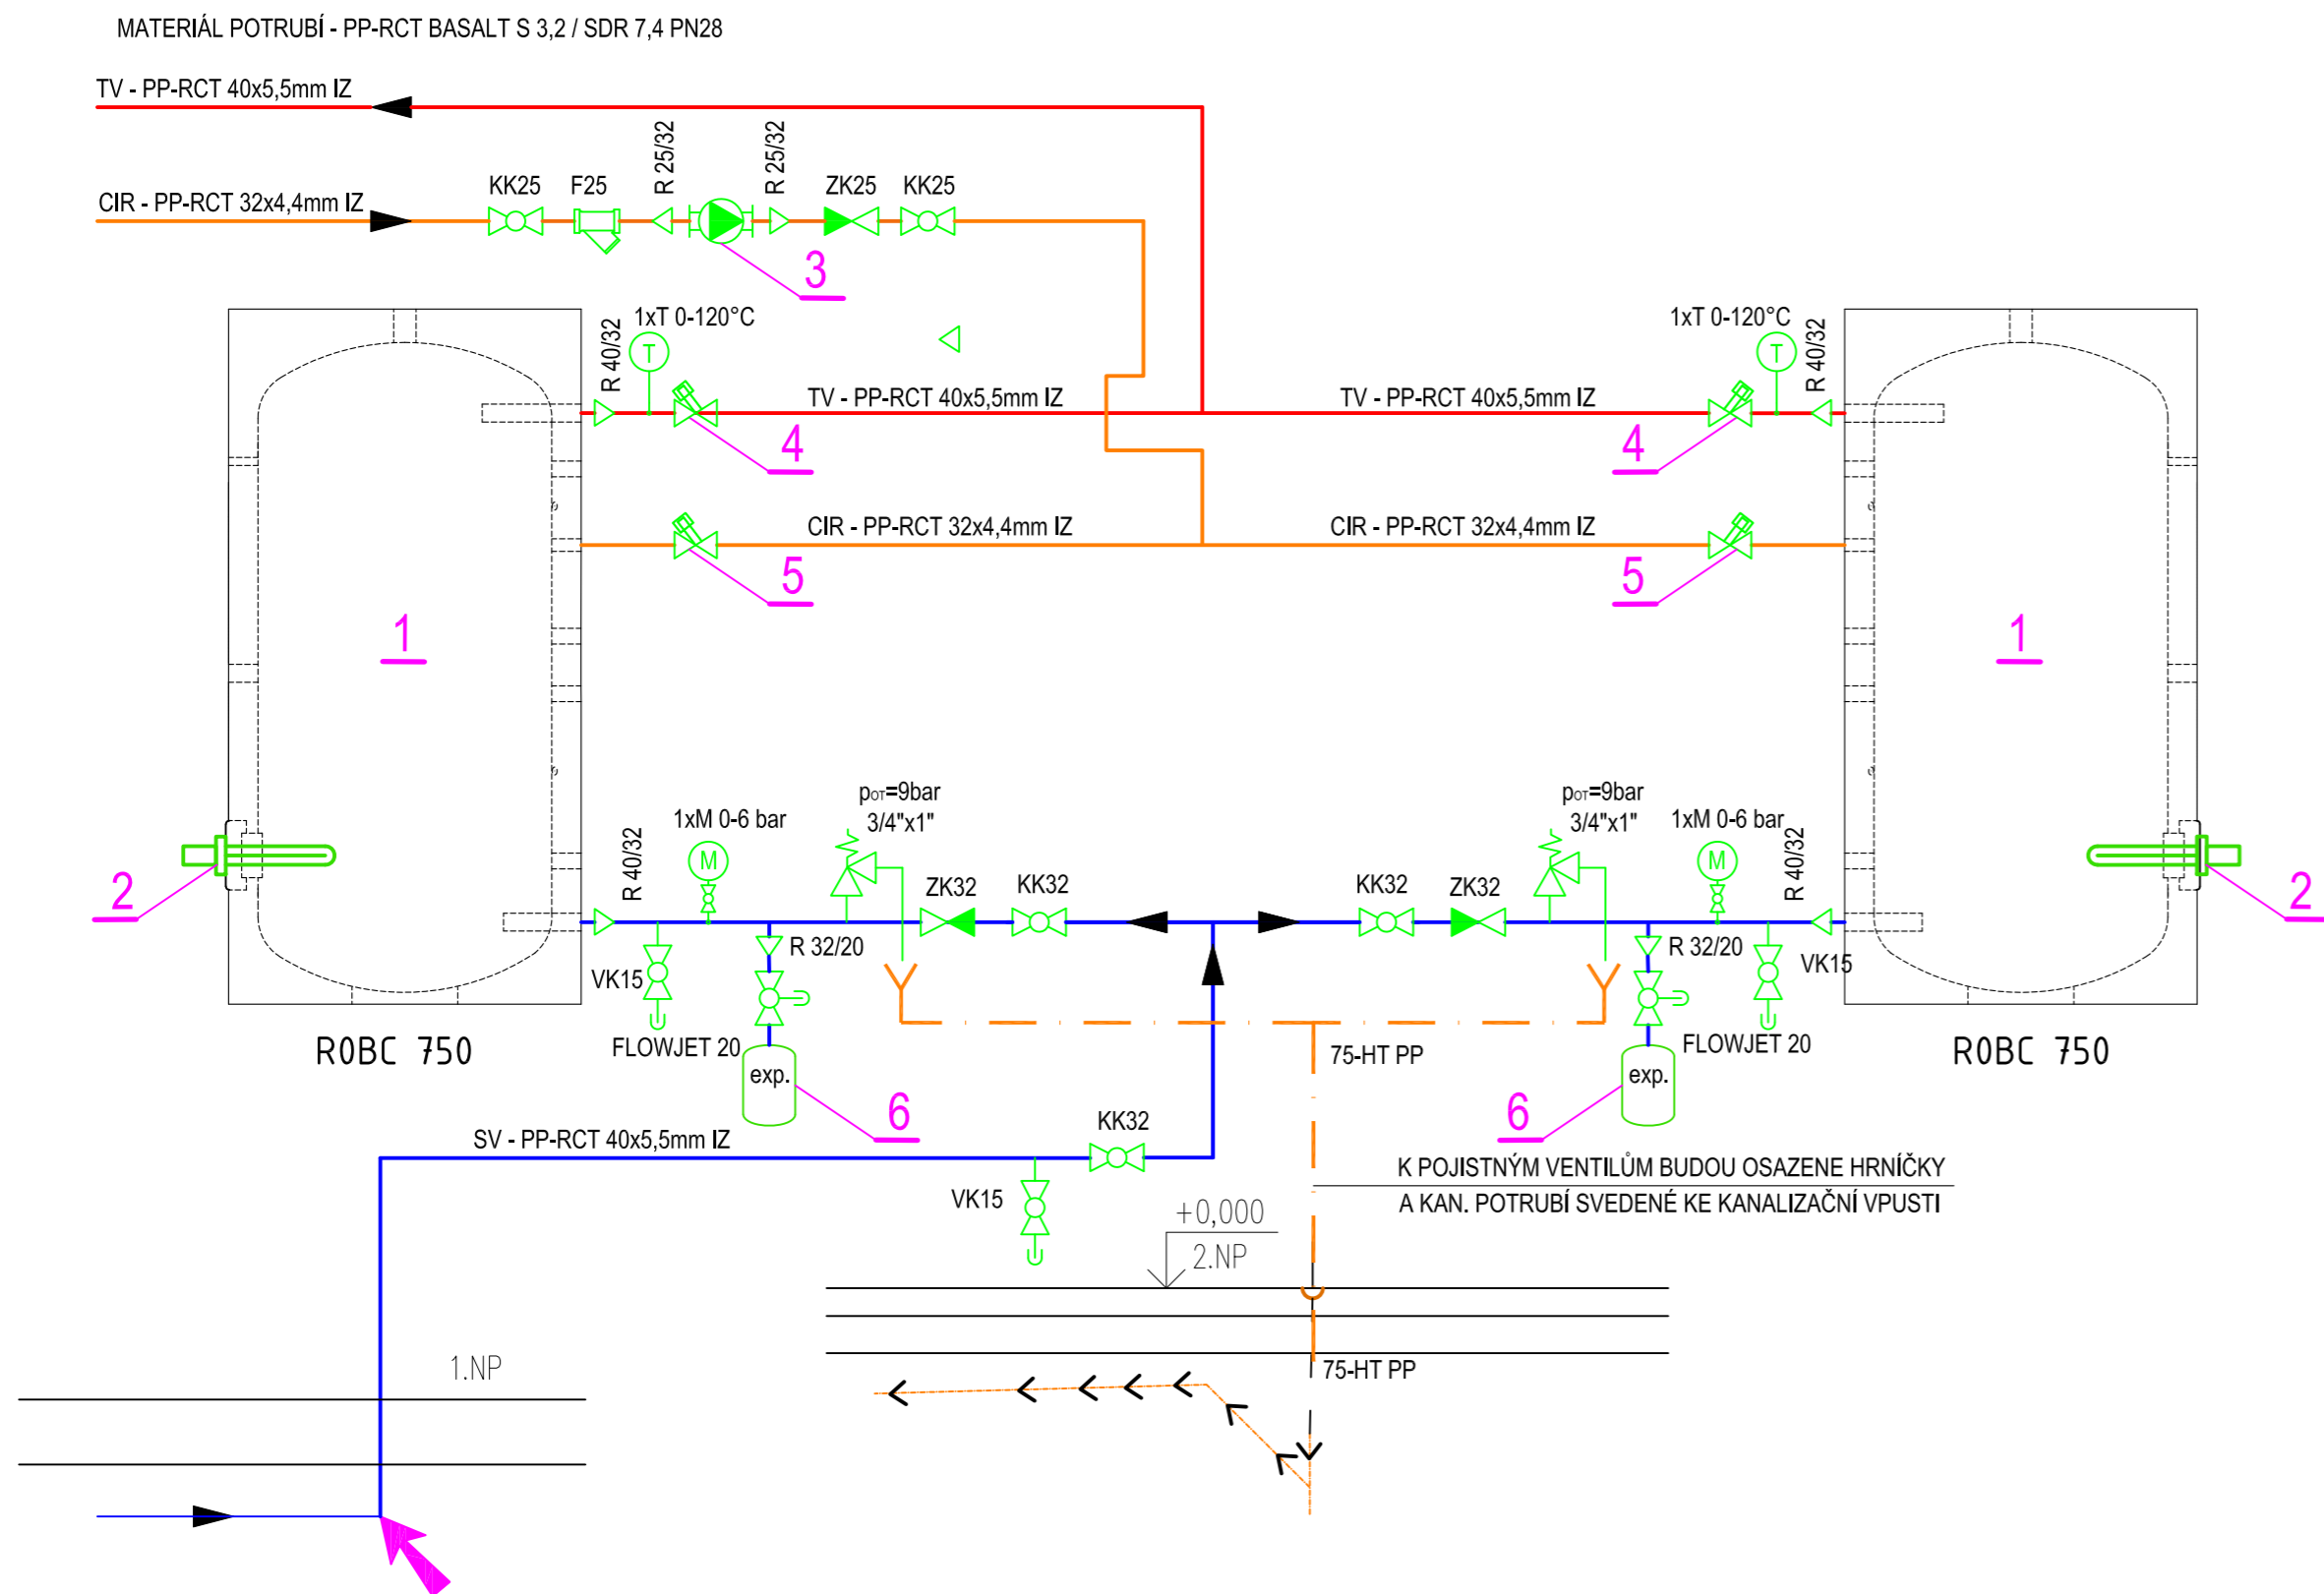 MATERIÁL POTRUBÍ - PP-RCT BASALT S 3,2 / SDR 7,4 PN28
TV - PP-RCT 40x5,5mm IZ
CIR - PP-RCT 32x4,4mm IZ
KK25
F25
R 25/32
R 25/32
ZK25
KK25
3
R 40/32
1xT 0-120°C
T
1xT 0-120°C
T
R 40/32
TV - PP-RCT 40x5,5mm IZ
TV - PP-RCT 40x5,5mm IZ
4
4
CIR - PP-RCT 32x4,4mm IZ
CIR - PP-RCT 32x4,4mm IZ
5
5
1
1
2
2
R 40/32
1xM 0-6 bar
M
pOT=9bar
3/4"x1"
ZK32
KK32
KK32
ZK32
pOT=9bar
3/4"x1"
1xM 0-6 bar
M
R 40/32
VK15
R 32/20
R 32/20
VK15
FLOWJET 20
FLOWJET 20
exp.
exp.
6
6
75-HT PP
R0BC 750
R0BC 750
SV - PP-RCT 40x5,5mm IZ
KK32
VK15
K POJISTNÝM VENTILŮM BUDOU OSAZENE HRNÍČKY
A KAN. POTRUBÍ SVEDENÉ KE KANALIZAČNÍ VPUSTI
+0,000
2.NP
1.NP
75-HT PP